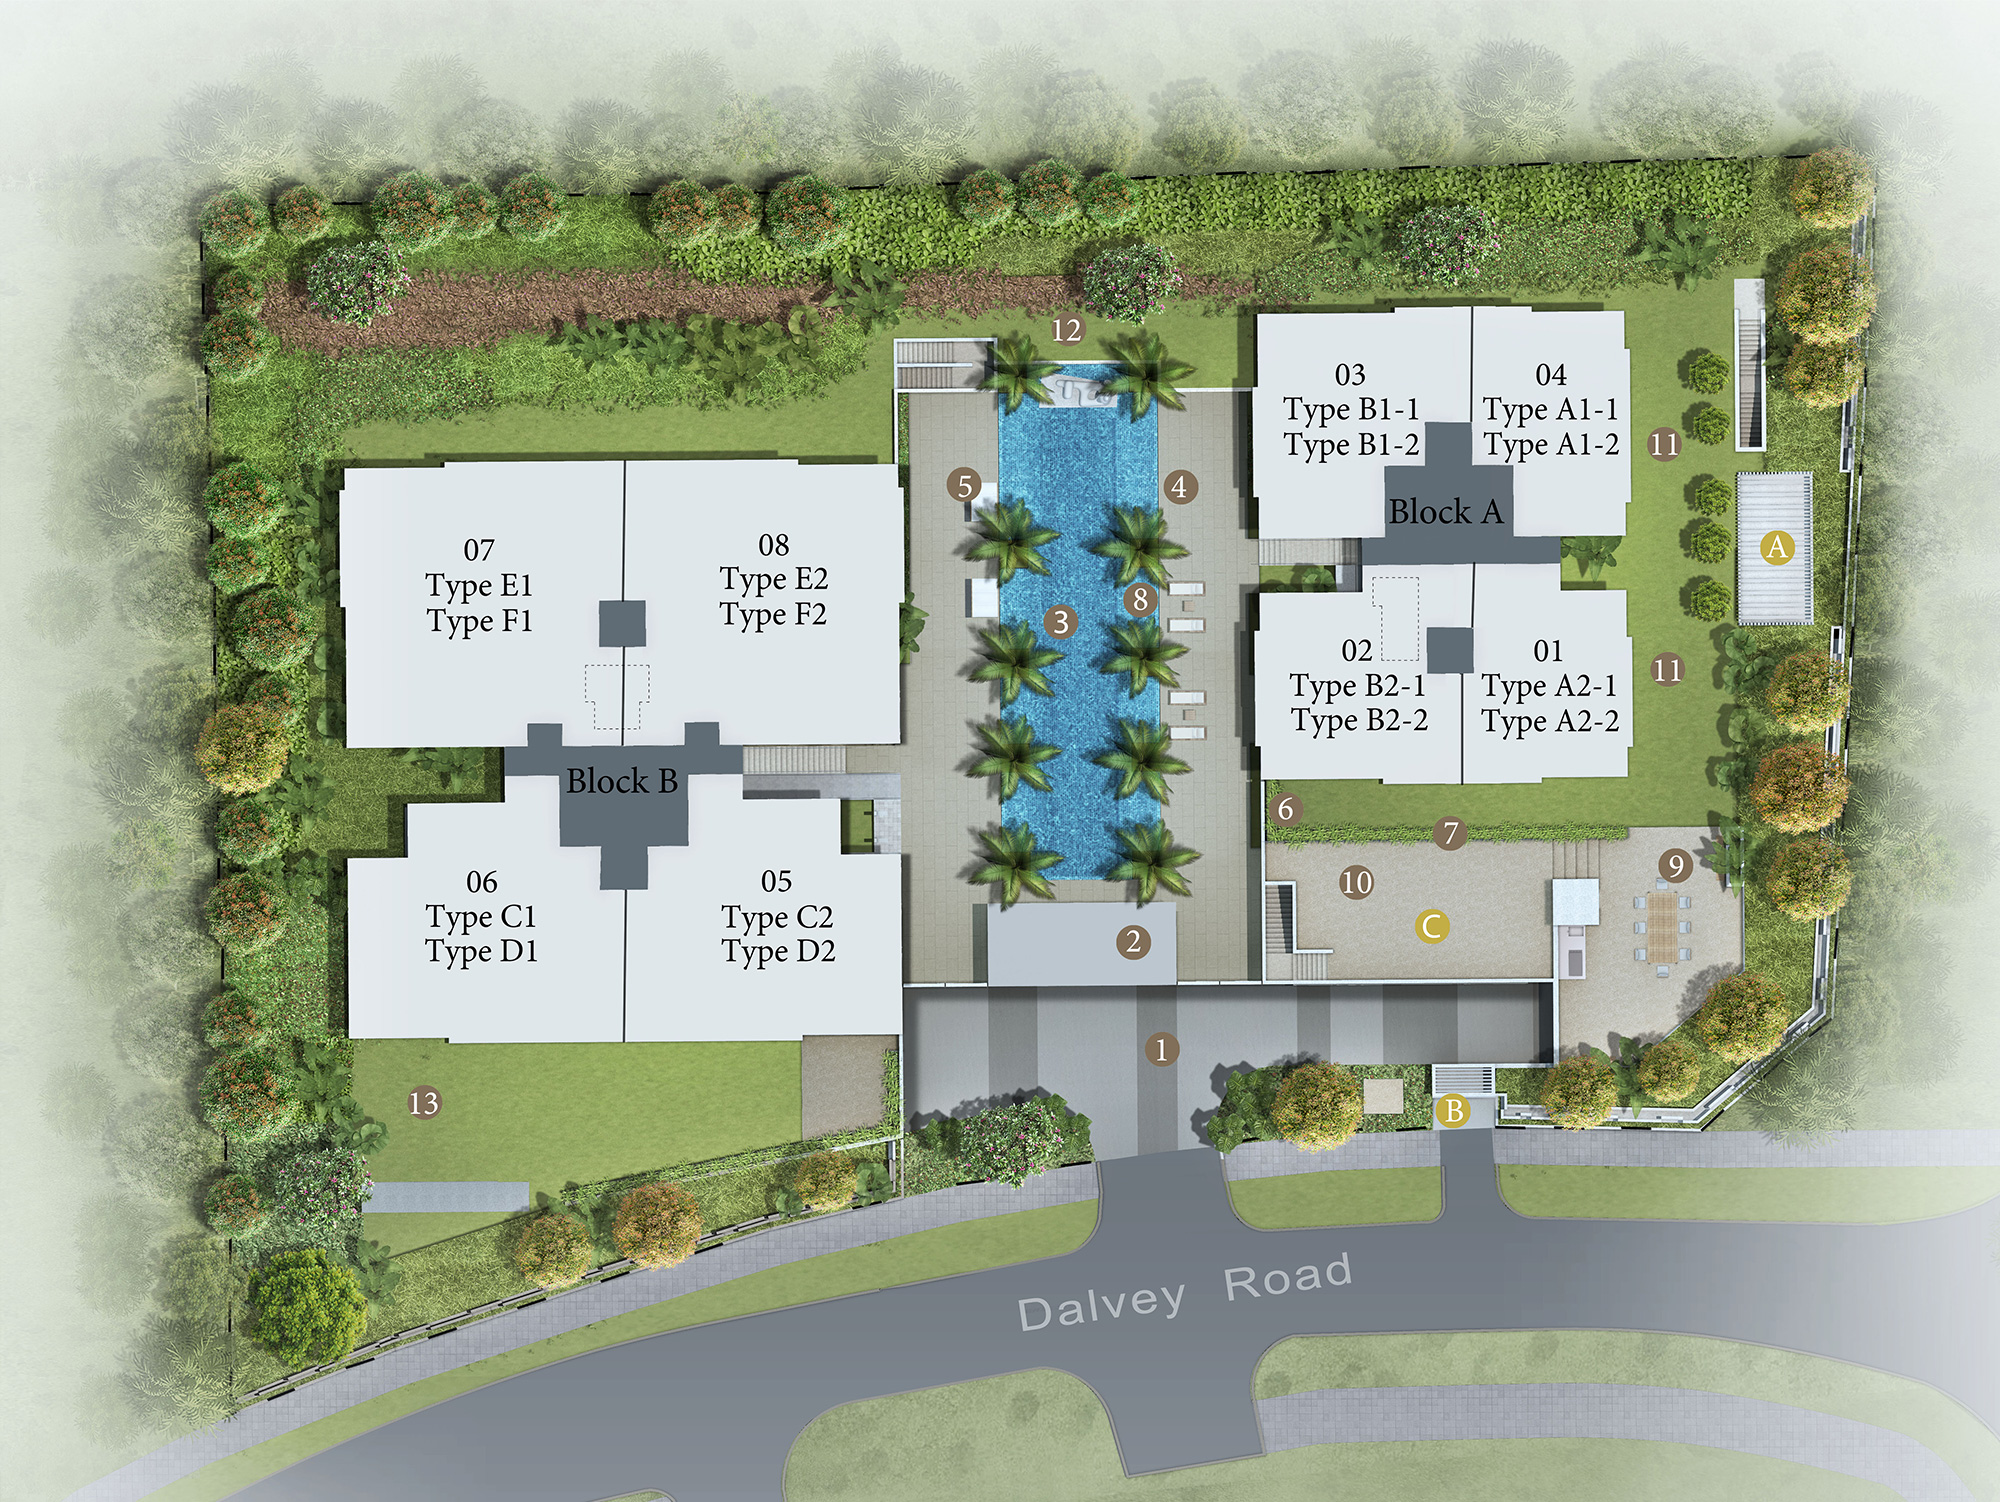 12
03
Type B1-1
Type B1-2
04
Type A1-1
Type A1-2
11
5
4
Block A
A
07
Type E1
Type F1
08
Type E2
Type F2
3
8
02
Type B2-1
Type B2-2
01
Type A2-1
Type A2-2
11
Block B
6
7
06
Type C1
Type D1
05
Type C2
Type D2
10
9
C
2
1
13
B
Dalvey Road